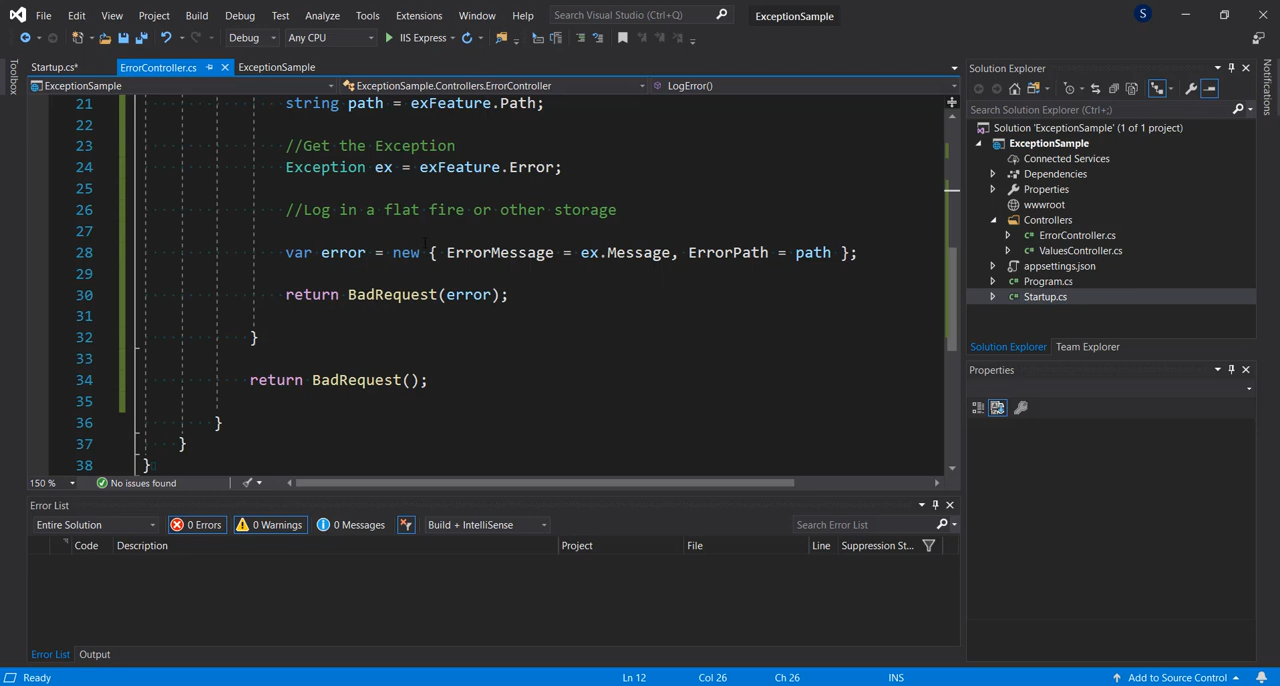 File Edit View Project Build Debug Test Analyze Tools Extensions Window Help Search Visual Studio (Ctrl+Q) ExceptionSample S
Debug Any CPU IIS Express
Toolbox
Startup.cs* ErrorController.cs ExceptionSample
ExceptionSample ExceptionSample.Controllers.ErrorController LogError()
21 string path = exFeature.Path;
22
23 //Get the Exception
24 Exception ex = exFeature.Error;
25
26 //Log in a flat fire or other storage
27
28 var error = new { ErrorMessage = ex.Message, ErrorPath = path };
29
30 return BadRequest(error);
31
32 }
33
34 return BadRequest();
35
36 }
37 }
38 }
150 % No issues found
Error List
Entire Solution 0 Errors 0 Warnings 0 Messages Build + IntelliSense Search Error List
Code Description Project File Line Suppression St...
Error List Output
Solution Explorer
Search Solution Explorer (Ctrl+;)
Solution 'ExceptionSample' (1 of 1 project)
ExceptionSample
Connected Services
Dependencies
Properties
wwwroot
Controllers
C# ErrorController.cs
C# ValuesController.cs
appsettings.json
C# Program.cs
C# Startup.cs
Solution Explorer Team Explorer
Properties
Notifications
Ready Ln 12 Col 26 Ch 26 INS Add to Source Control